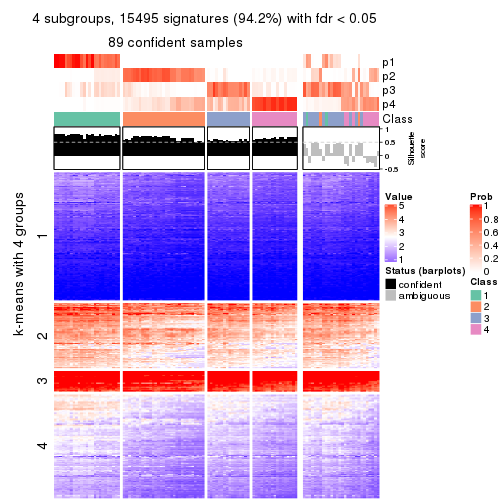 4 subgroups, 15495 signatures (94.2%) with fdr < 0.05
89 confident samples
p1
p2
p3
p4
Class
1
0.5
0
-0.5
Silhouette
score
k-means with 4 groups
1
2
3
4
Value
5
4
3
2
1
Status (barplots)
confident
ambiguous
Prob
1
0.8
0.6
0.4
0.2
0
Class
1
2
3
4